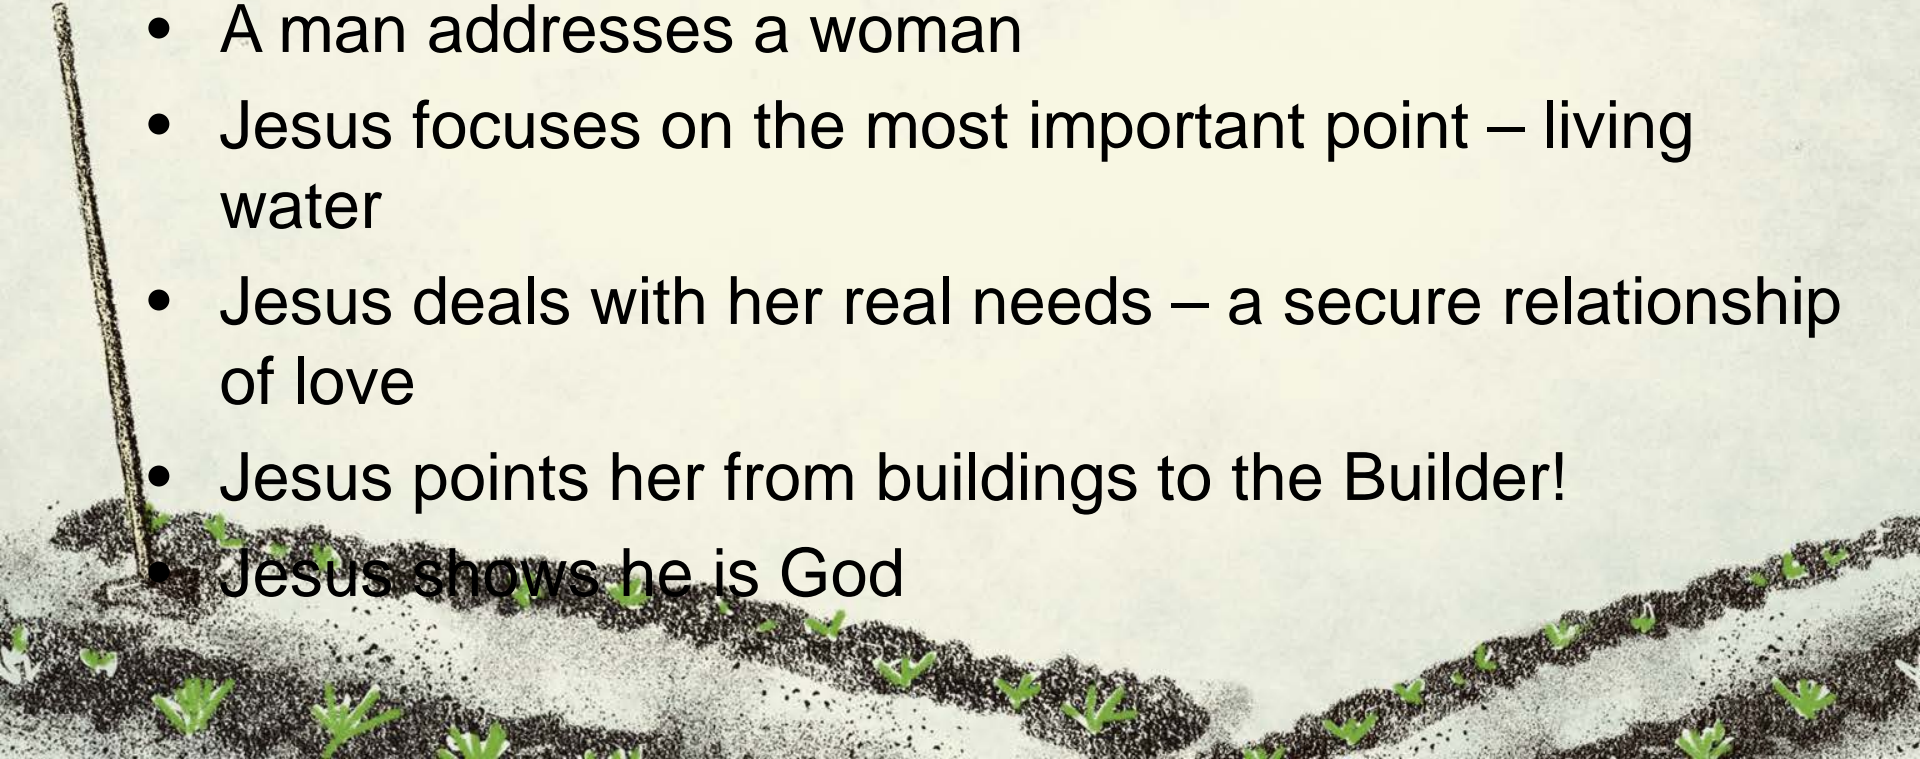 • A man addresses a woman
• Jesus focuses on the most important point – living
water
• Jesus deals with her real needs – a secure relationship
of love
• Jesus points her from buildings to the Builder!
• Jesus shows he is God